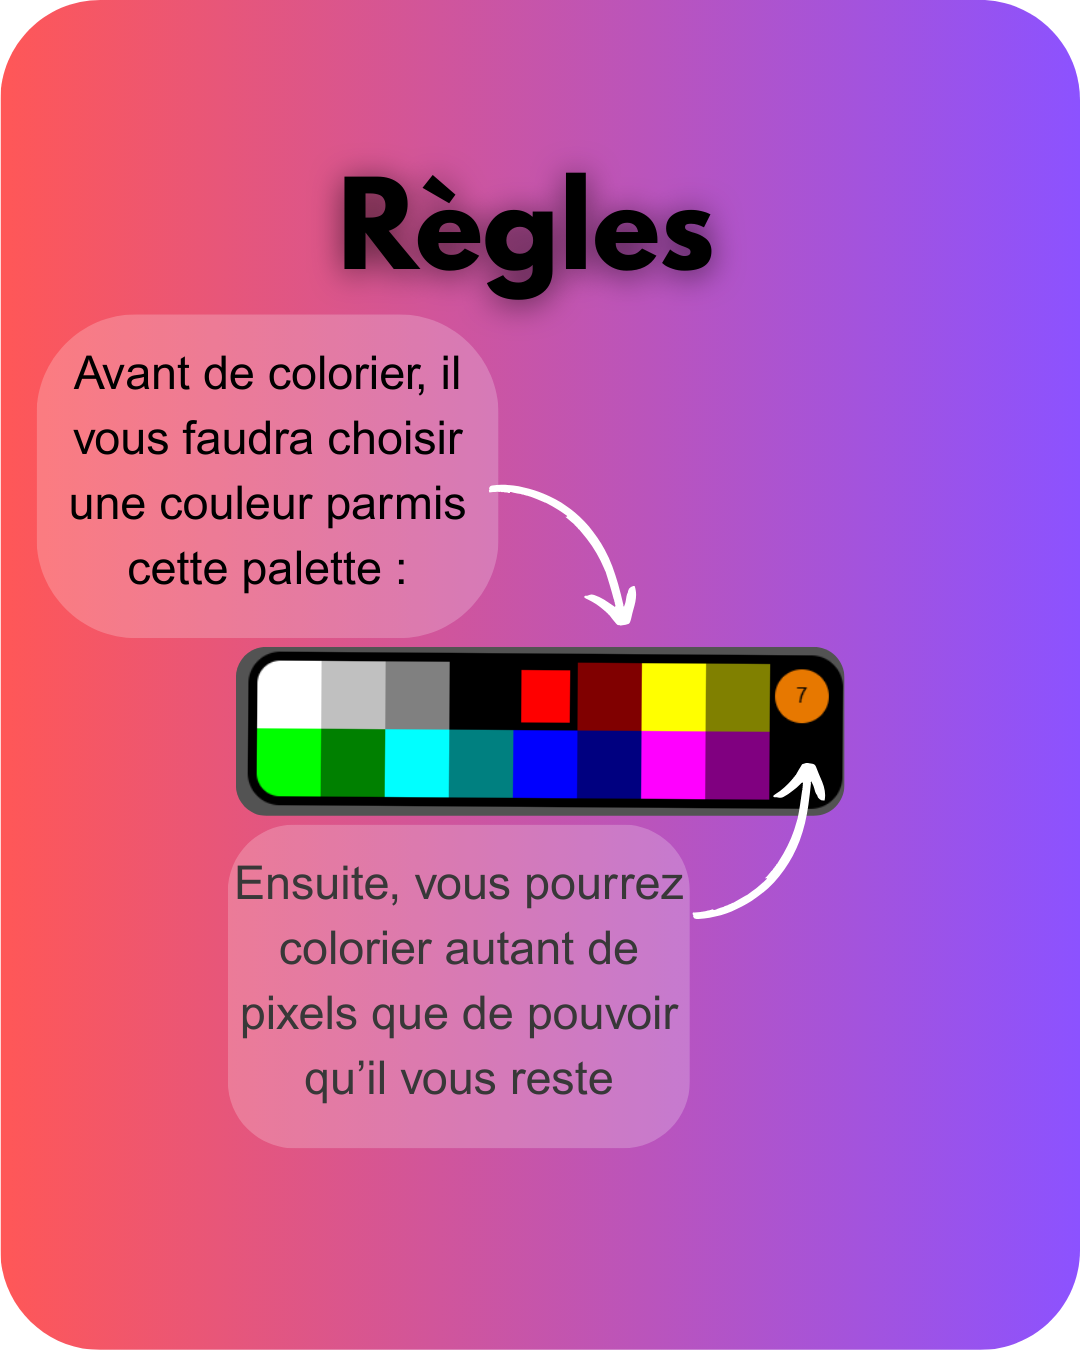 Règles
Avant de colorier, il
vous faudra choisir
une couleur parmis
cette palette :
7
Ensuite, vous pourrez
colorier autant de
pixels que de pouvoir
qu’il vous reste